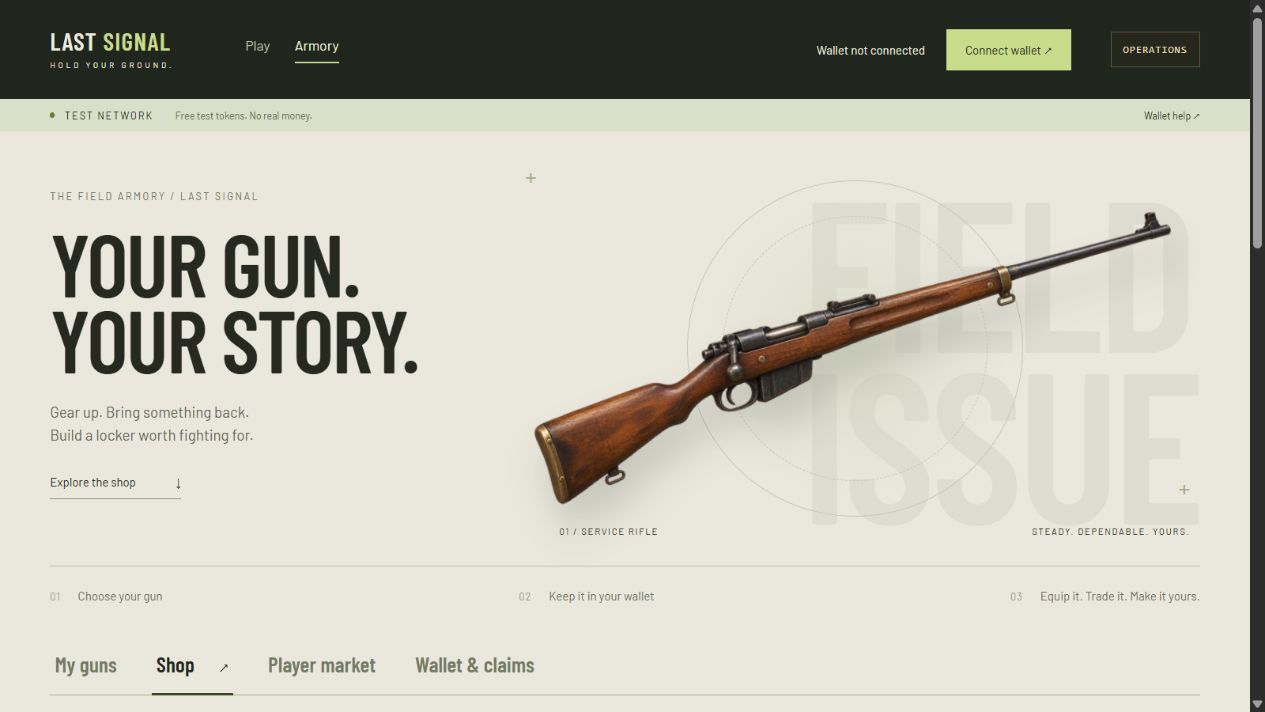 LAST SIGNAL
HOLD YOUR GROUND.
Play
Armory
Wallet not connected
Connect wallet ↗
OPERATIONS
TEST NETWORK
Free test tokens. No real money.
Wallet help ↗
THE FIELD ARMORY / LAST SIGNAL
YOUR GUN.
YOUR STORY.
Gear up. Bring something back.
Build a locker worth fighting for.
Explore the shop ↓
FIELD
ISSUE
01 / SERVICE RIFLE
STEADY. DEPENDABLE. YOURS.
01 Choose your gun
02 Keep it in your wallet
03 Equip it. Trade it. Make it yours.
My guns
Shop ↗
Player market
Wallet & claims